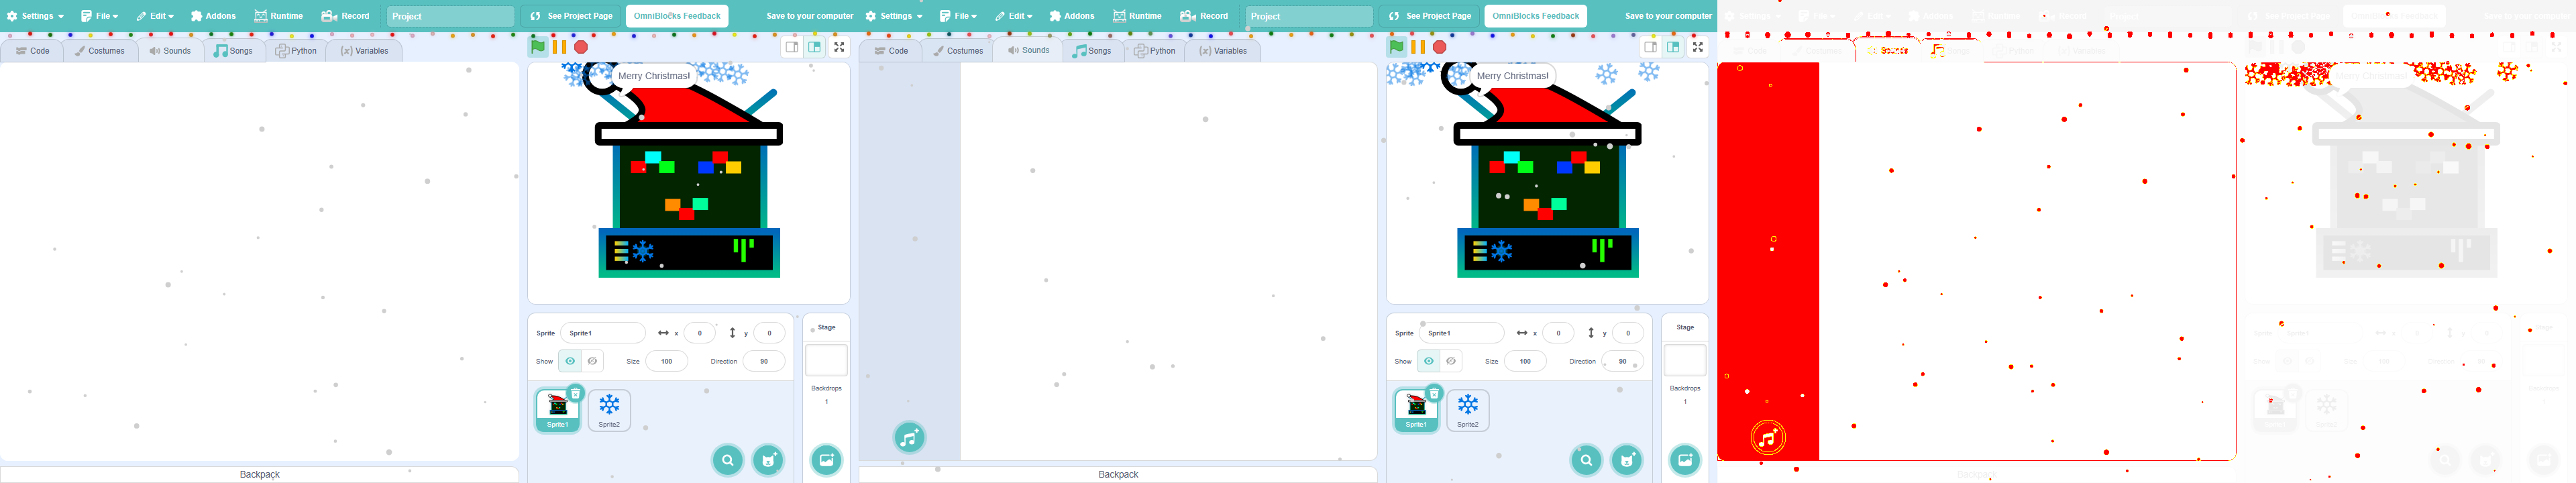 Settings File Edit Addons Runtime Record Project See Project Page OmniBlocks Feedback Save to your computer
Code Costumes Sounds Songs Python (x) Variables
Merry Christmas!
Sprite Sprite1 x 0 y 0
Show Size 100 Direction 90
Stage
Backdrops
1
Sprite1 Sprite2
Backpack
Settings File Edit Addons Runtime Record Project See Project Page OmniBlocks Feedback Save to your computer
Code Costumes Sounds Songs Python (x) Variables
Merry Christmas!
Sprite Sprite1 x 0 y 0
Show Size 100 Direction 90
Stage
Backdrops
1
Sprite1 Sprite2
Backpack
Sounds
Merry Christmas!
Backpack